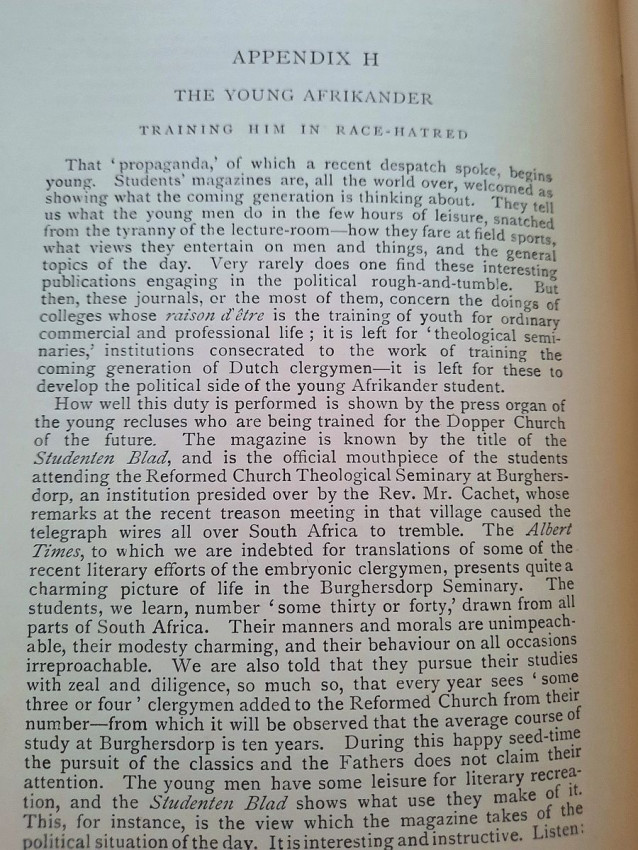 APPENDIX H
THE YOUNG AFRIKANDER
TRAINING HIM IN RACE-HATRED
That ‘propaganda,’ of which a recent despatch spoke, begins
young. Students’ magazines are, all the world over, welcomed as
showing what the coming generation is thinking about. They tell
us what the young men do in the few hours of leisure, snatched
from the tyranny of the lecture-room—how they fare at field sports,
what views they entertain on men and things, and the general
topics of the day. Very rarely does one find these interesting
publications engaging in the political rough-and-tumble. But
then, these journals, or the most of them, concern the doings of
colleges whose raison d’être is the training of youth for ordinary
commercial and professional life ; it is left for ‘theological semi-
naries,’ institutions consecrated to the work of training the
coming generation of Dutch clergymen—it is left for these to
develop the political side of the young Afrikander student.
How well this duty is performed is shown by the press organ of
the young recluses who are being trained for the Dopper Church
of the future. The magazine is known by the title of the
Studenten Blad, and is the official mouthpiece of the students
attending the Reformed Church Theological Seminary at Burghers-
dorp, an institution presided over by the Rev. Mr. Cachet, whose
remarks at the recent treason meeting in that village caused the
telegraph wires all over South Africa to tremble. The Albert
Times, to which we are indebted for translations of some of the
recent literary efforts of the embryonic clergymen, presents quite a
charming picture of life in the Burghersdorp Seminary. The
students, we learn, number ‘some thirty or forty,’ drawn from all
parts of South Africa. Their manners and morals are unimpeach-
able, their modesty charming, and their behaviour on all occasions
irreproachable. We are also told that they pursue their studies
with zeal and diligence, so much so, that every year sees ‘some
three or four’ clergymen added to the Reformed Church from their
number—from which it will be observed that the average course of
study at Burghersdorp is ten years. During this happy seed-time
the pursuit of the classics and the Fathers does not claim their
attention. The young men have some leisure for literary recrea-
tion, and the Studenten Blad shows what use they make of it.
This, for instance, is the view which the magazine takes of the
political situation of the day. It is interesting and instructive. Listen: